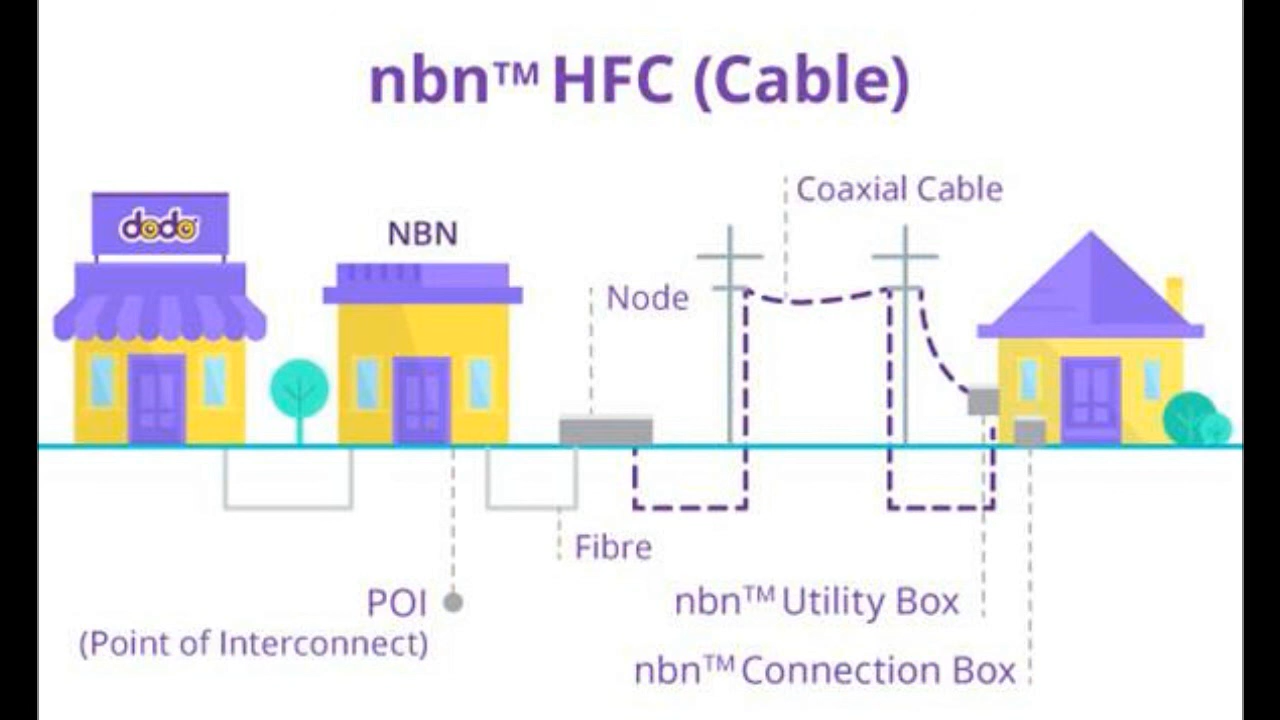 nbn™ HFC (Cable)
Coaxial Cable
dodo
NBN
Node
Fibre
POI
(Point of Interconnect)
nbn™ Utility Box
nbn™ Connection Box